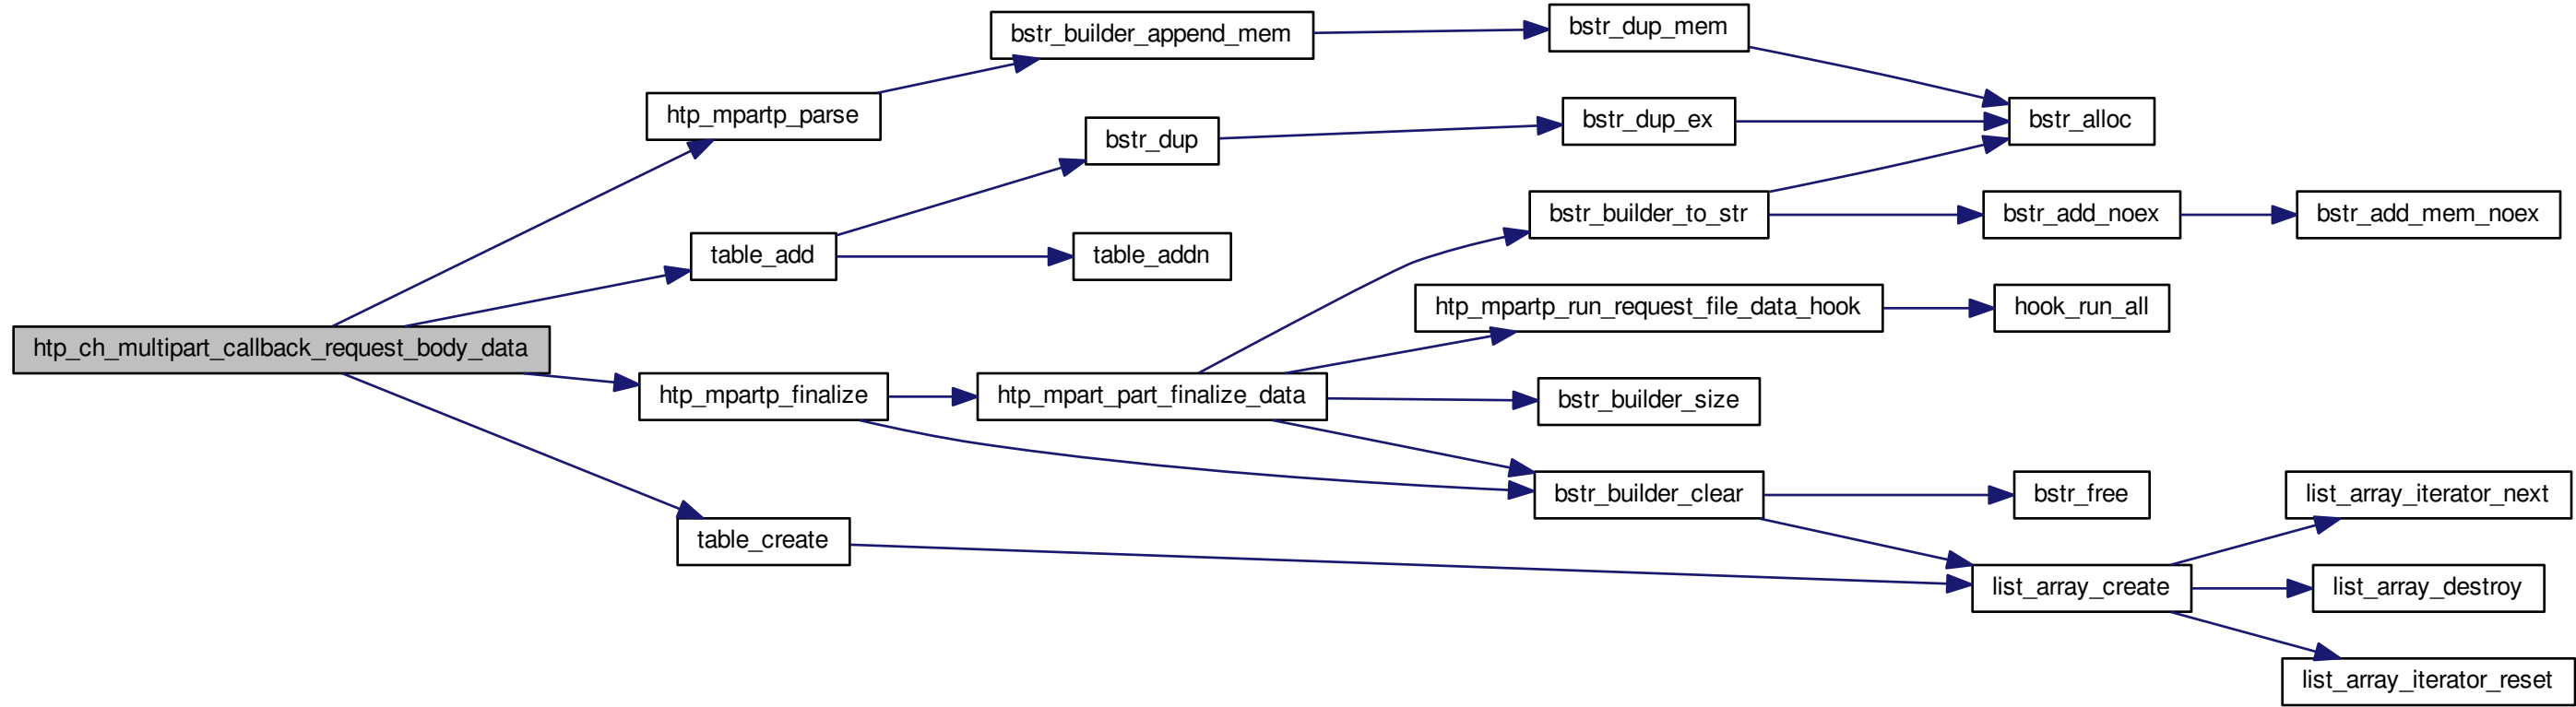 htp_ch_multipart_callback_request_body_data
htp_mpartp_parse
table_add
htp_mpartp_finalize
table_create
bstr_builder_append_mem
bstr_dup
table_addn
htp_mpart_part_finalize_data
bstr_dup_mem
bstr_dup_ex
bstr_builder_to_str
htp_mpartp_run_request_file_data_hook
bstr_builder_size
bstr_builder_clear
bstr_alloc
bstr_add_noex
hook_run_all
bstr_free
list_array_create
bstr_add_mem_noex
list_array_iterator_next
list_array_destroy
list_array_iterator_reset